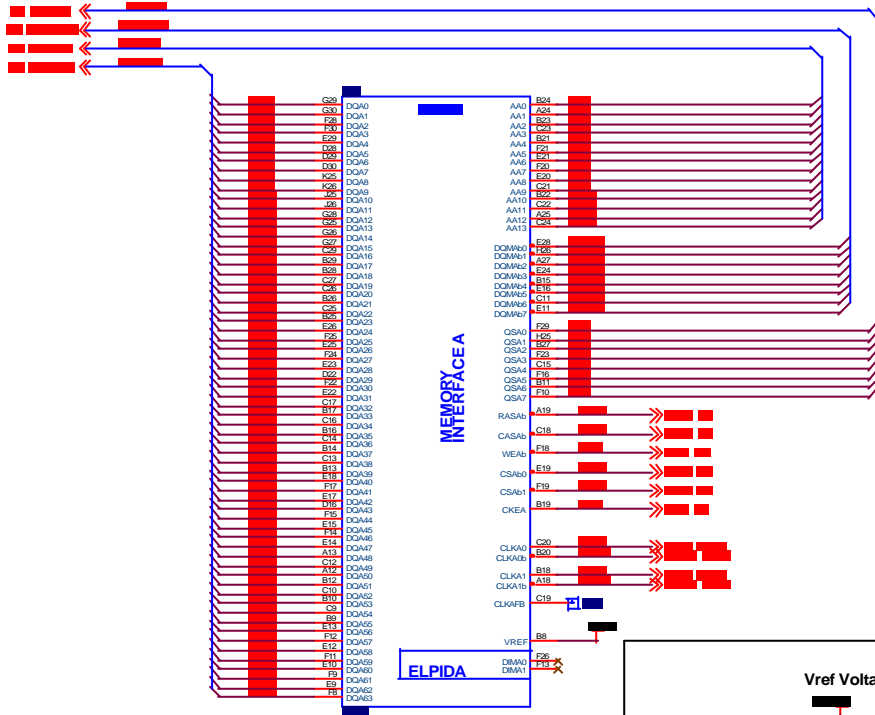 G29 DQA0
G30 DQA1
F28 DQA2
F30 DQA3
E29 DQA4
D28 DQA5
D29 DQA6
D30 DQA7
K25 DQA8
K26 DQA9
J25 DQA10
J26 DQA11
G28 DQA12
G25 DQA13
G26 DQA14
G27 DQA15
C29 DQA16
B29 DQA17
B28 DQA18
C27 DQA19
C26 DQA20
B26 DQA21
C25 DQA22
B25 DQA23
E26 DQA24
F25 DQA25
E25 DQA26
F24 DQA27
E23 DQA28
D22 DQA29
F22 DQA30
E22 DQA31
C17 DQA32
B17 DQA33
C16 DQA34
B16 DQA35
C14 DQA36
B14 DQA37
C13 DQA38
B13 DQA39
E18 DQA40
F17 DQA41
E17 DQA42
D16 DQA43
F15 DQA44
E15 DQA45
F14 DQA46
E14 DQA47
A13 DQA48
C12 DQA49
A12 DQA50
B12 DQA51
C10 DQA52
B10 DQA53
C9 DQA54
B9 DQA55
E13 DQA56
F12 DQA57
E12 DQA58
F11 DQA59
E10 DQA60
F9 DQA61
E9 DQA62
F8 DQA63
MEMORY
INTERFACE A
ELPIDA
AA0 B24
AA1 A24
AA2 B23
AA3 C23
AA4 B21
AA5 F21
AA6 E21
AA7 F20
AA8 E20
AA9 C21
AA10 B22
AA11 C22
AA12 A25
AA13 C24
DQMAb0 E28
DQMAb1 H26
DQMAb2 A27
DQMAb3 E24
DQMAb4 B15
DQMAb5 E16
DQMAb6 C11
DQMAb7 E11
QSA0 F29
QSA1 H25
QSA2 B27
QSA3 F23
QSA4 C15
QSA5 F16
QSA6 B11
QSA7 F10
RASAb A19
CASAb C18
WEAb F18
CSAb0 E19
CSAb1 F19
CKEA B19
CLKA0 C20
CLKA0b B20
CLKA1 B18
CLKA1b A18
CLKAFB C19
VREF B8
DIMA0 F26
DIMA1 F13
Vref Volta